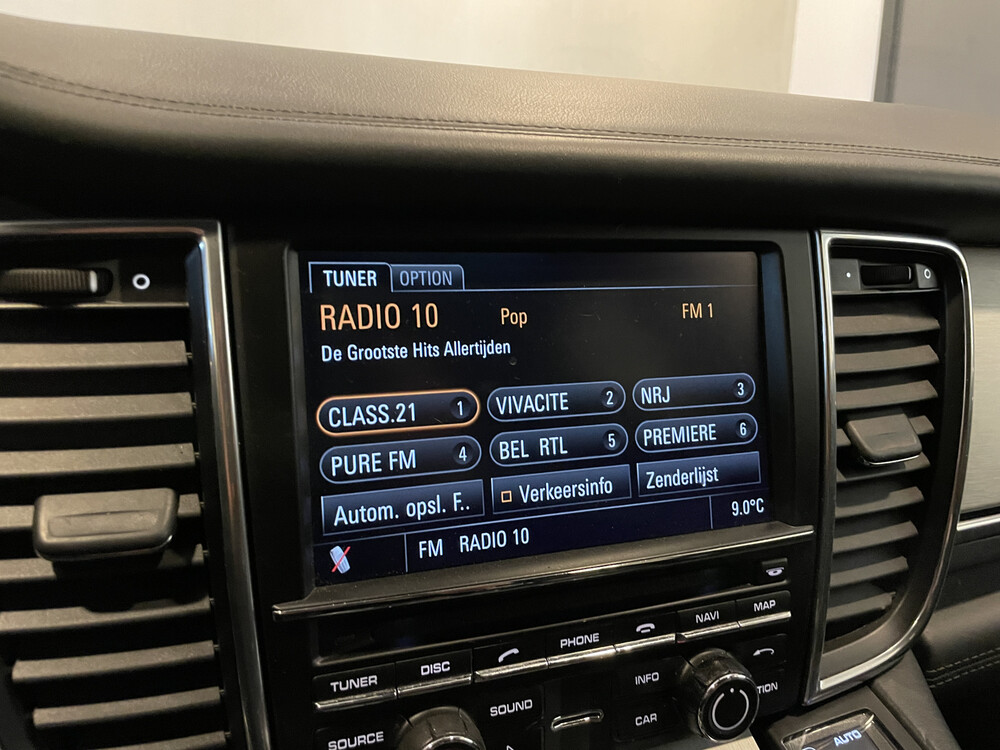 TUNER OPTION
RADIO 10 Pop FM 1
De Grootste Hits Allertijden
CLASS.21 1 VIVACITE 2 NRJ 3
PURE FM 4 BEL RTL 5 PREMIERE 6
Autom. opsl. F.. Verkeersinfo Zenderlijst
FM RADIO 10 9.0°C
TUNER DISC PHONE NAVI MAP
SOURCE SOUND INFO
CAR
AUTO